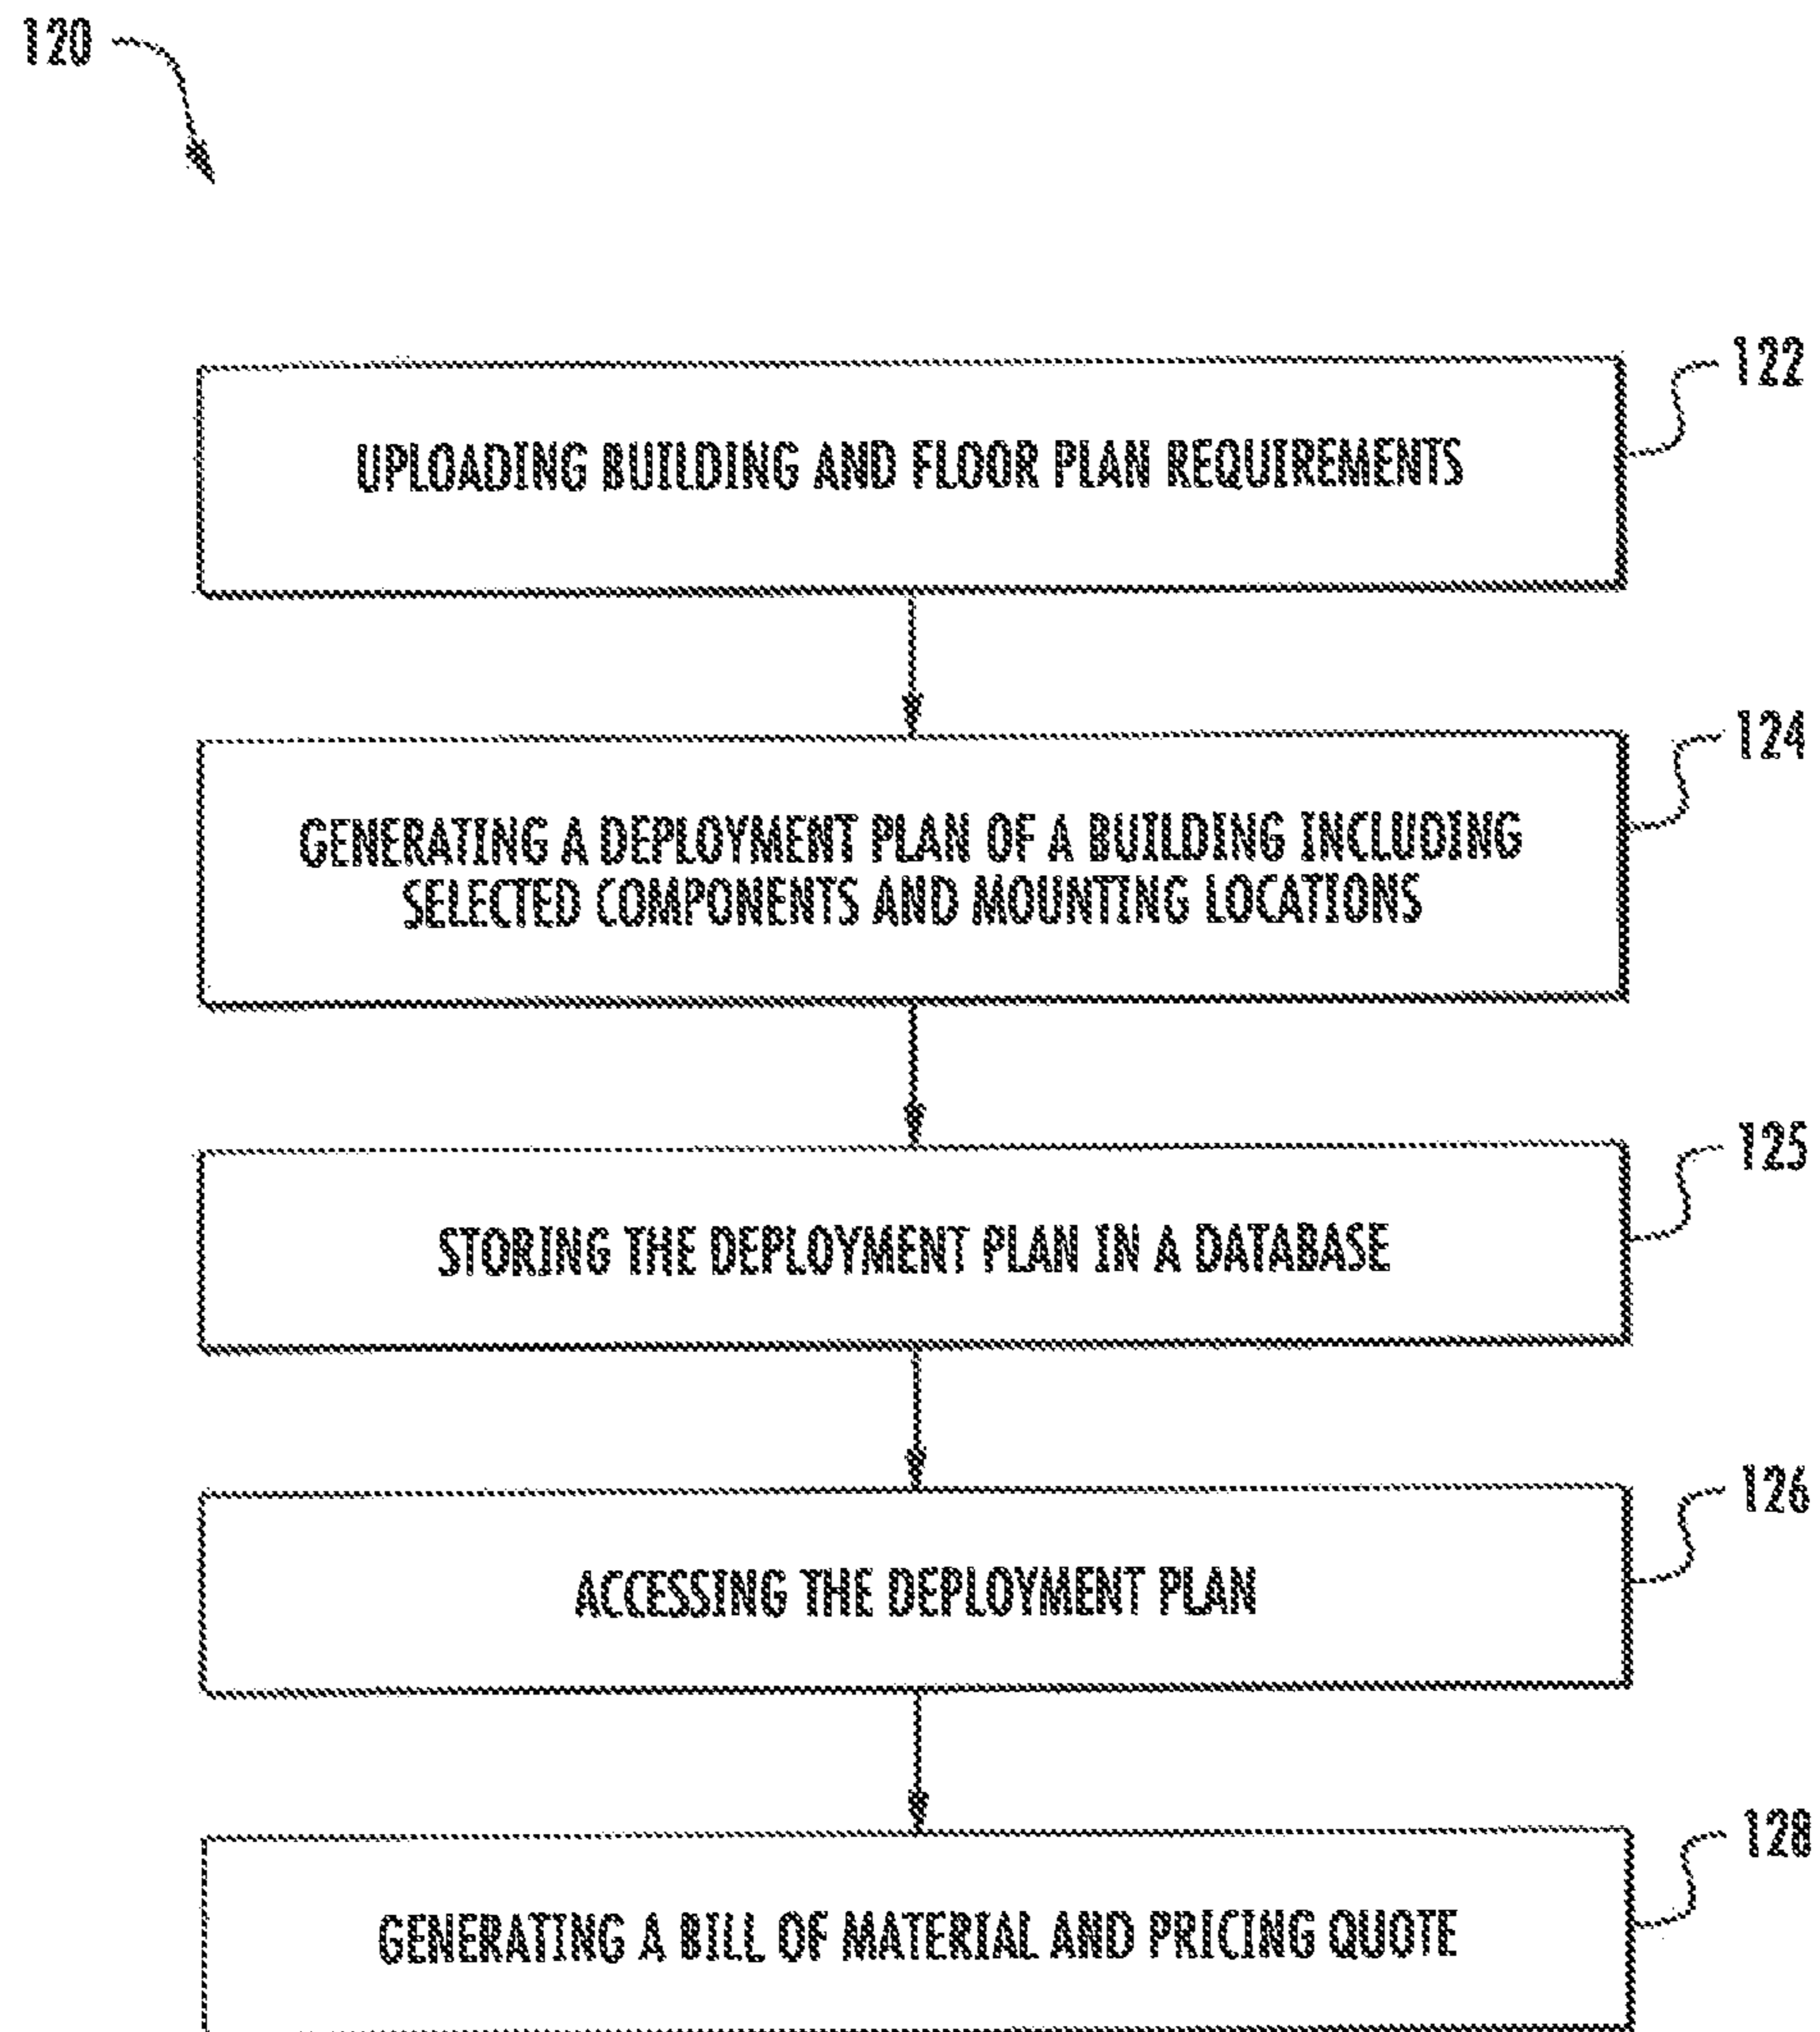 120
122
UPLOADING BUILDING AND FLOOR PLAN REQUIREMENTS
124
GENERATING A DEPLOYMENT PLAN OF A BUILDING INCLUDING
SELECTED COMPONENTS AND MOUNTING LOCATIONS
125
STORING THE DEPLOYMENT PLAN IN A DATABASE
126
ACCESSING THE DEPLOYMENT PLAN
128
GENERATING A BILL OF MATERIAL AND PRICING QUOTE